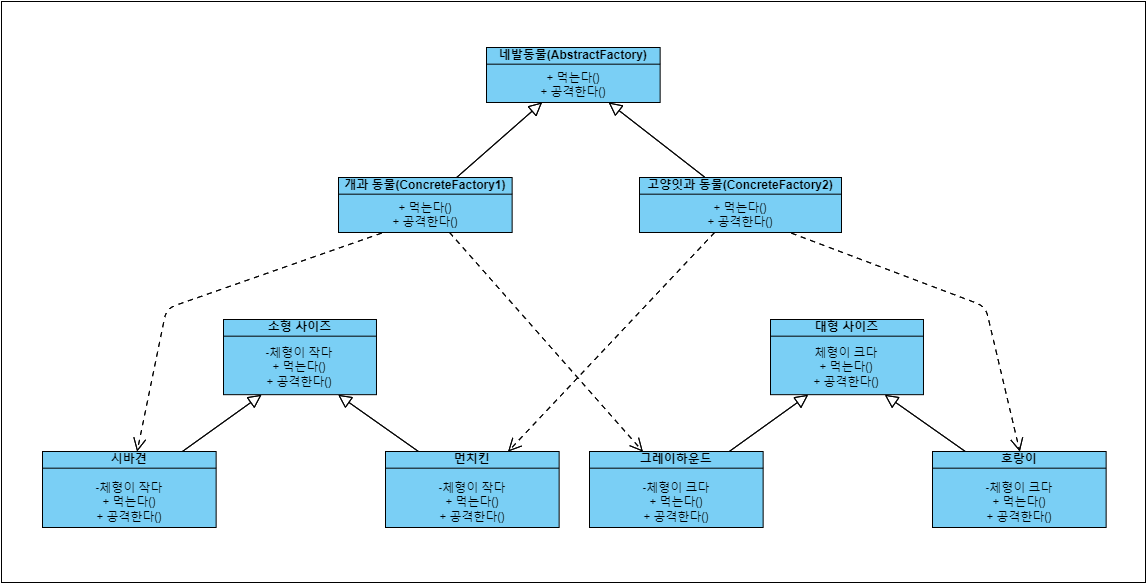 네발동물(AbstractFactory)
+ 먹는다()
+ 공격한다()
개과 동물(ConcreteFactory1)
+ 먹는다()
+ 공격한다()
고양잇과 동물(ConcreteFactory2)
+ 먹는다()
+ 공격한다()
소형 사이즈
-체형이 작다
+ 먹는다()
+ 공격한다()
대형 사이즈
체형이 크다
+ 먹는다()
+ 공격한다()
시바견
-체형이 작다
+ 먹는다()
+ 공격한다()
먼치킨
-체형이 작다
+ 먹는다()
+ 공격한다()
그레이하운드
-체형이 크다
+ 먹는다()
+ 공격한다()
호랑이
-체형이 크다
+ 먹는다()
+ 공격한다()